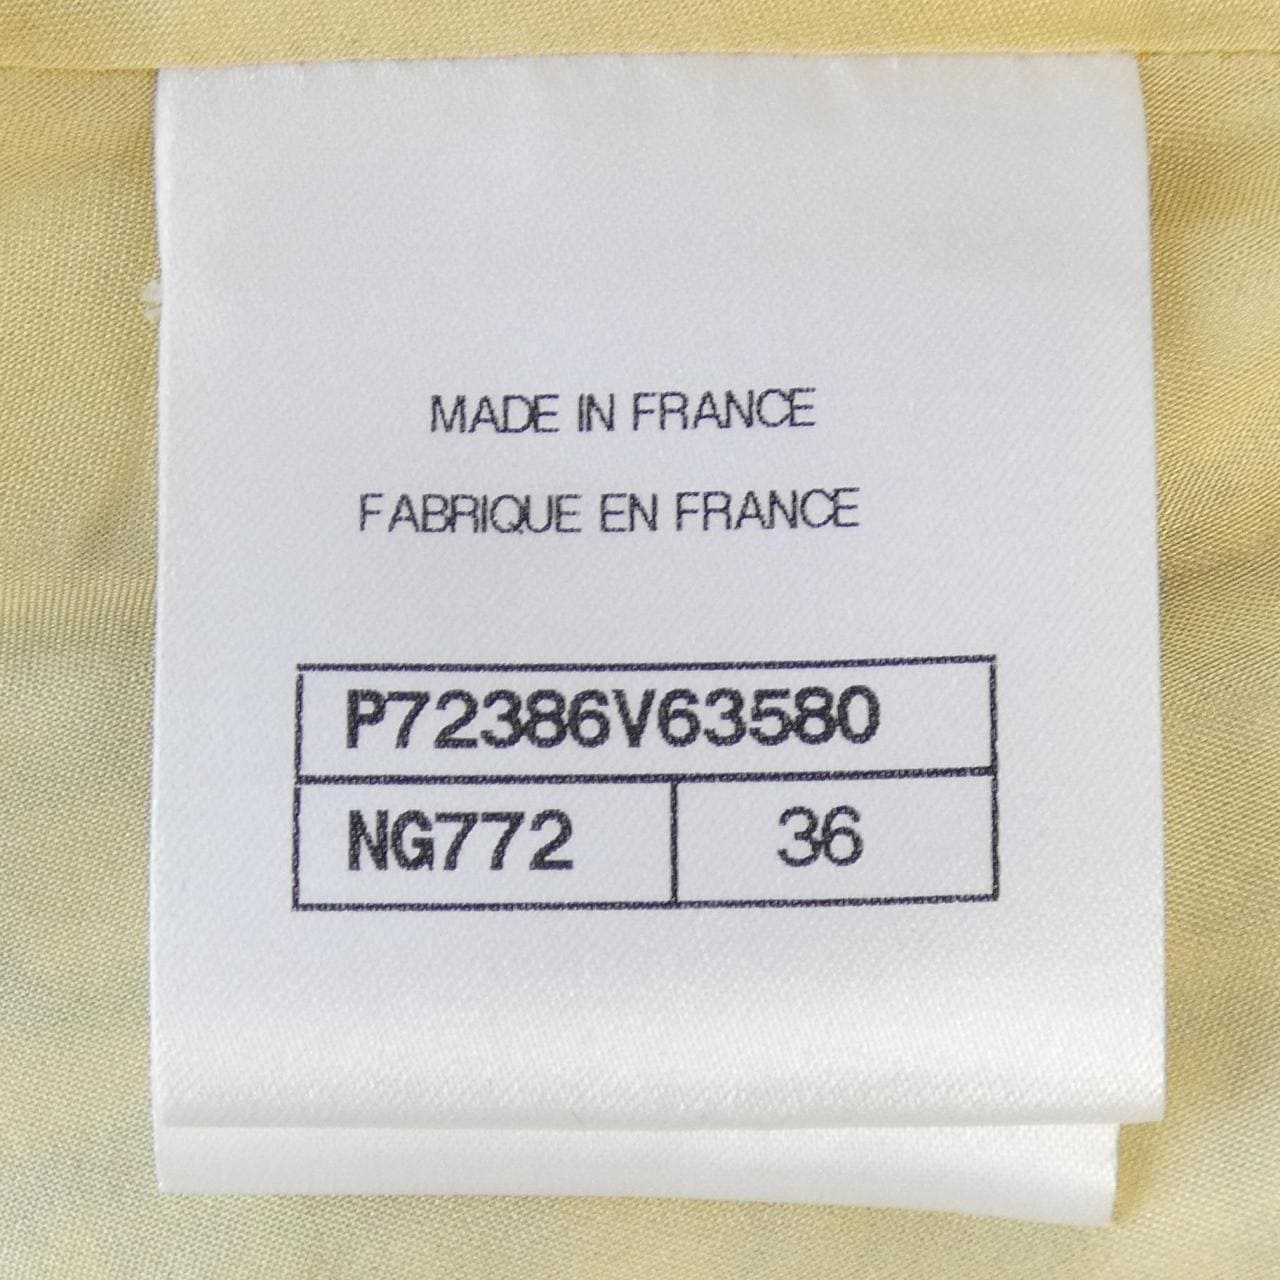 MADE IN FRANCE
FABRIQUE EN FRANCE
P72386V63580
NG772 36